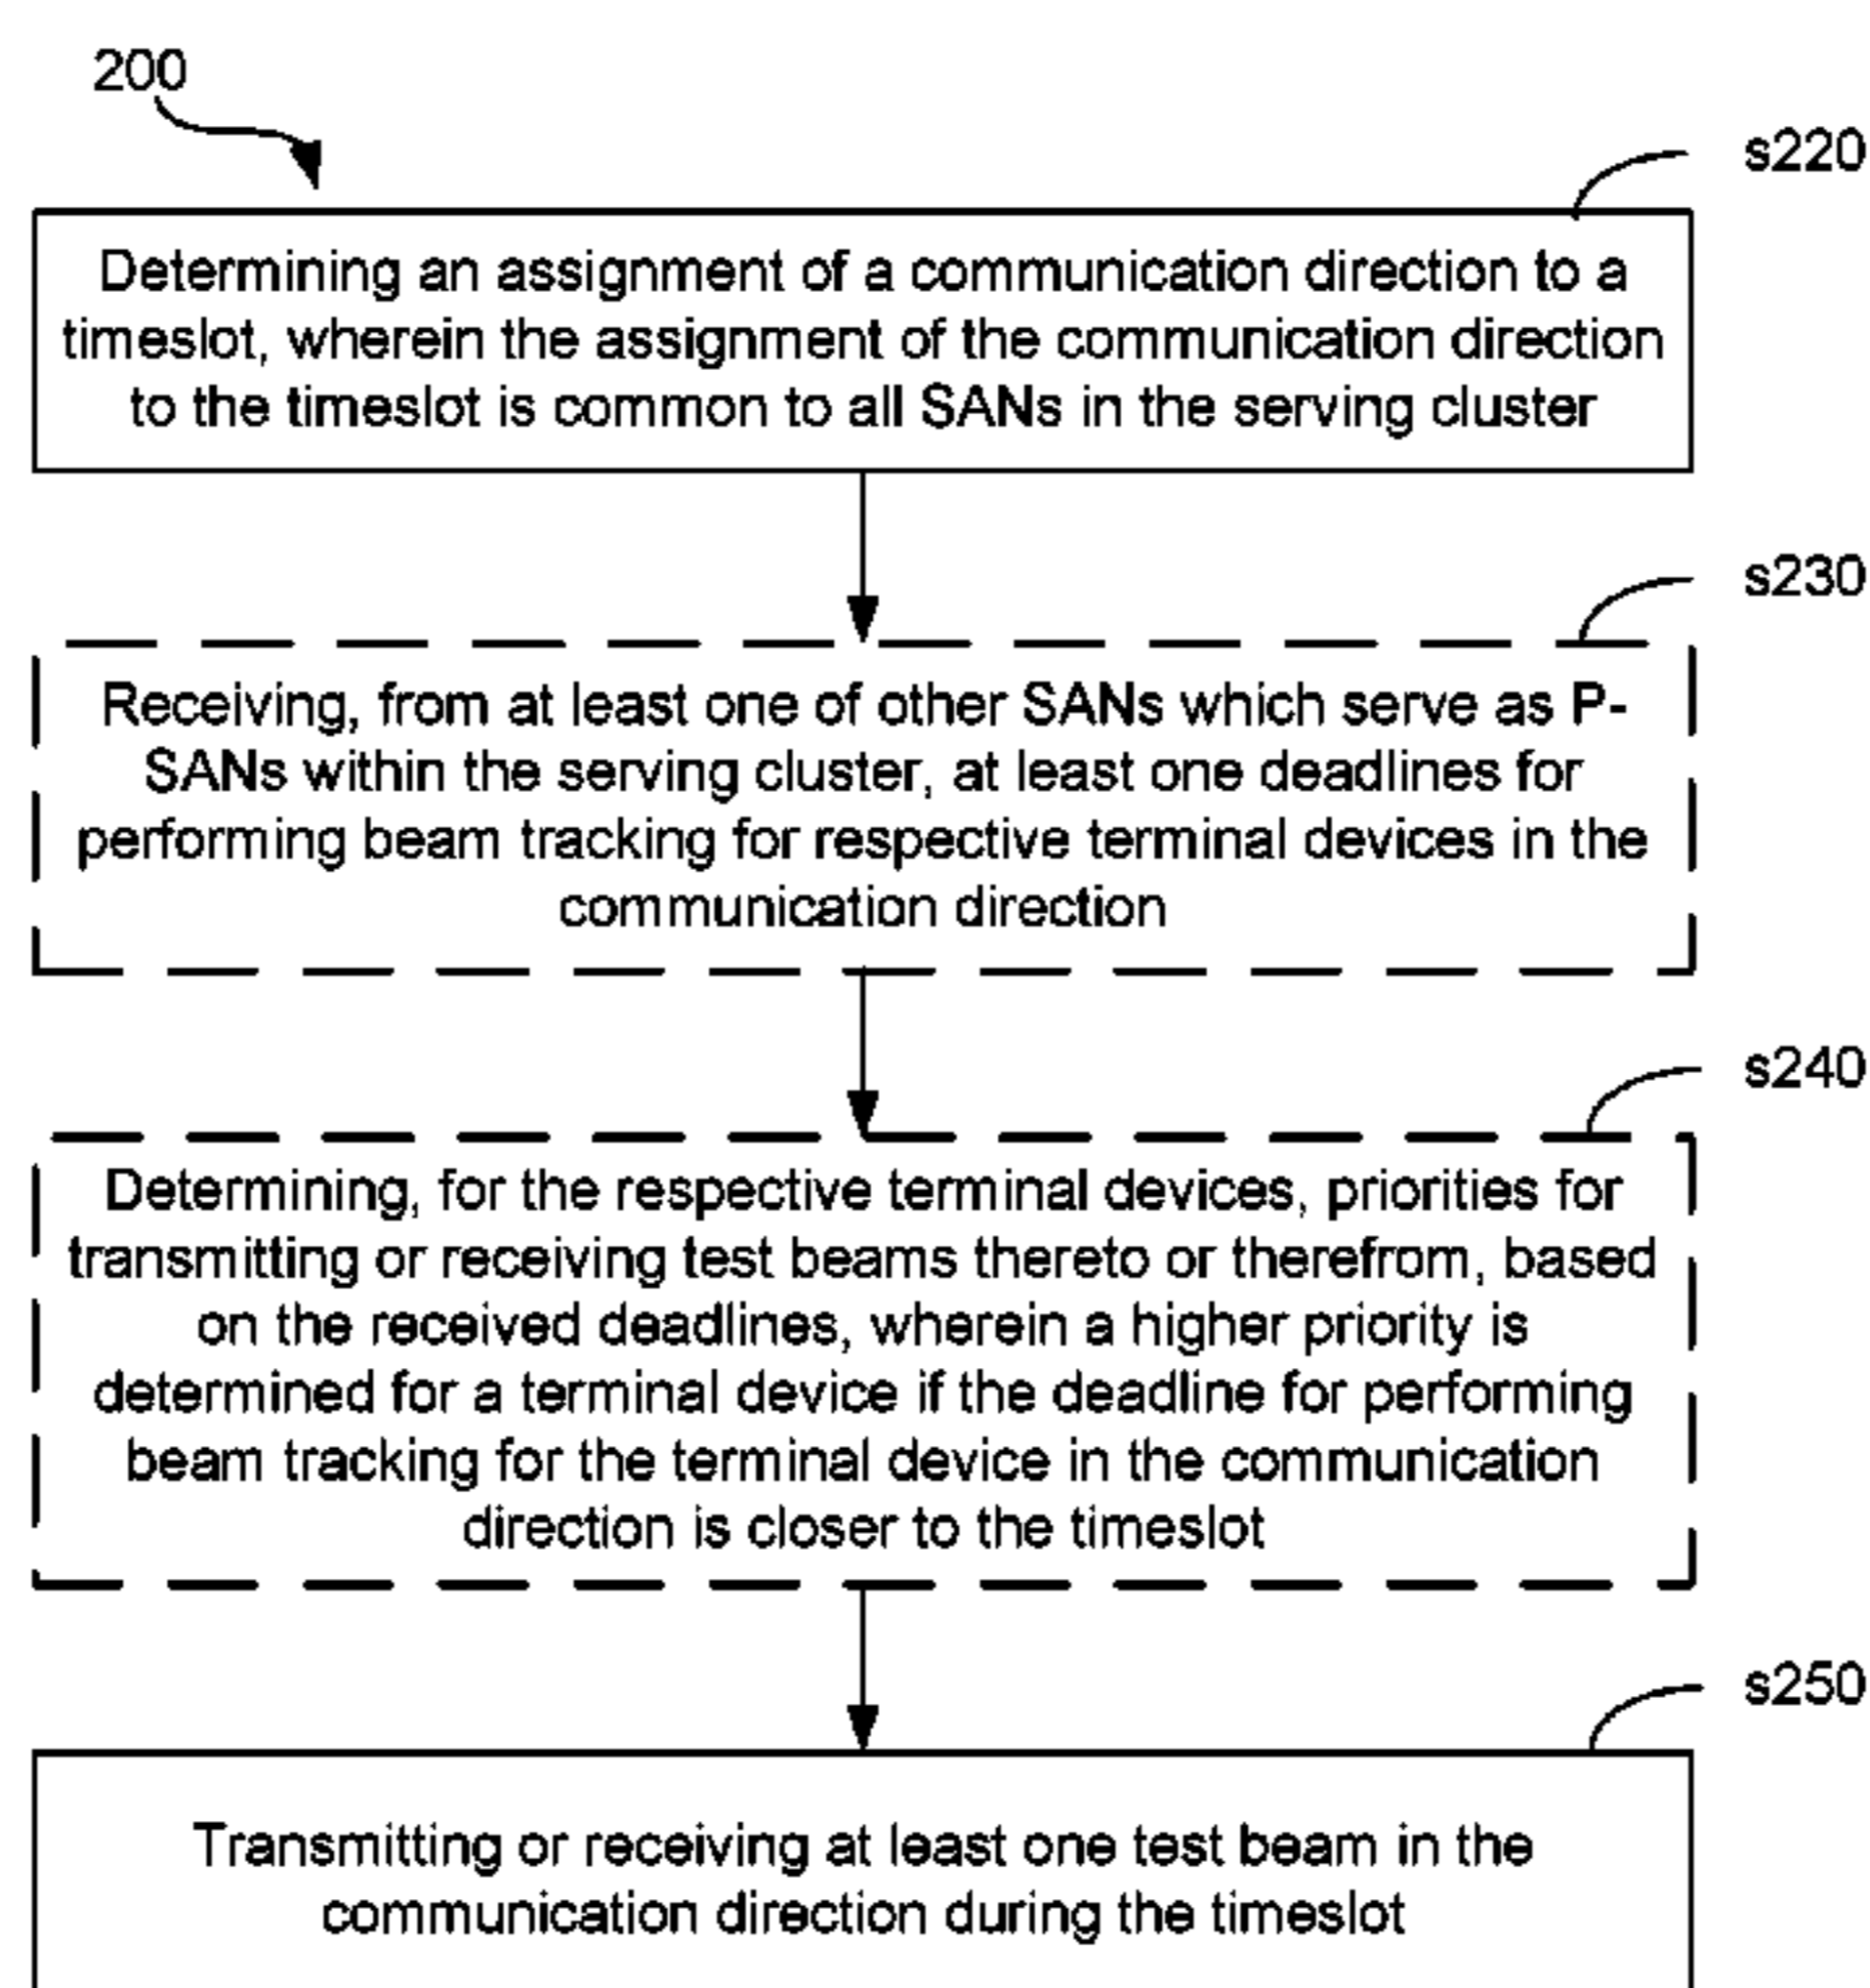 200
s220
Determining an assignment of a communication direction to a
timeslot, wherein the assignment of the communication direction
to the timeslot is common to all SANs in the serving cluster
s230
Receiving, from at least one of other SANs which serve as P-
SANs within the serving cluster, at least one deadlines for
performing beam tracking for respective terminal devices in the
communication direction
s240
Determining, for the respective terminal devices, priorities for
transmitting or receiving test beams thereto or therefrom, based
on the received deadlines, wherein a higher priority is
determined for a terminal device if the deadline for performing
beam tracking for the terminal device in the communication
direction is closer to the timeslot
s250
Transmitting or receiving at least one test beam in the
communication direction during the timeslot